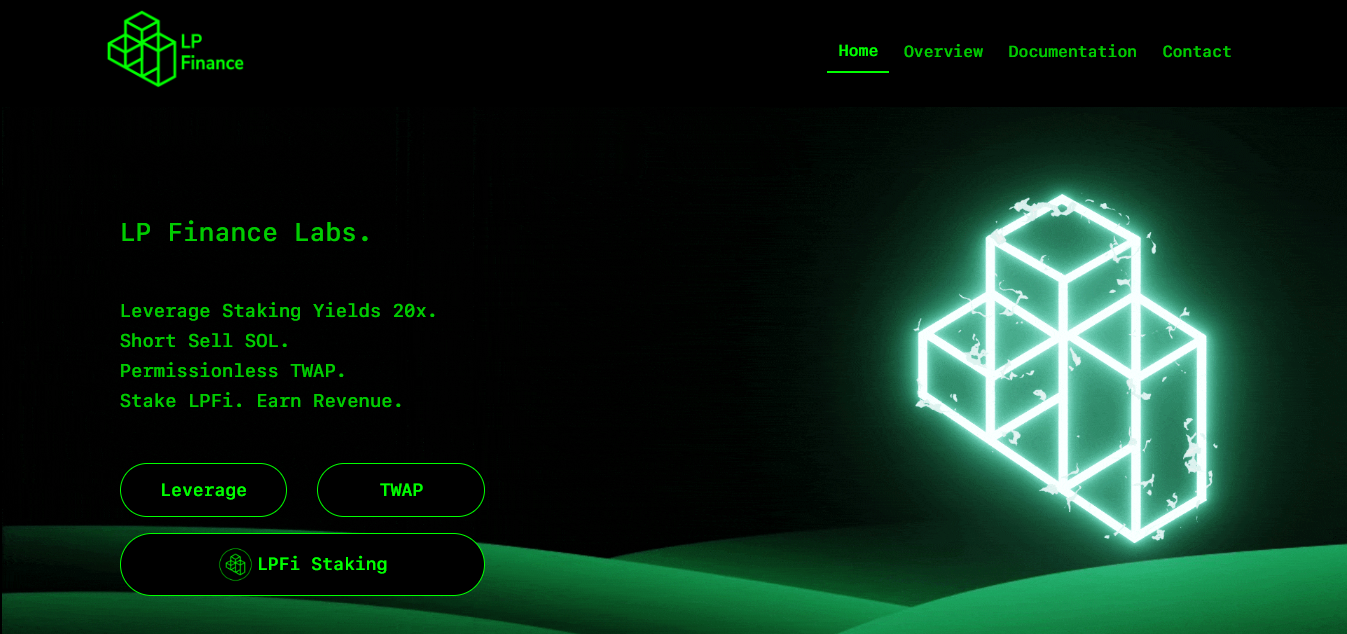 LP
Finance
Home Overview Documentation Contact
LP Finance Labs.
Leverage Staking Yields 20x.
Short Sell SOL.
Permissionless TWAP.
Stake LPFi. Earn Revenue.
Leverage TWAP
LPFi Staking